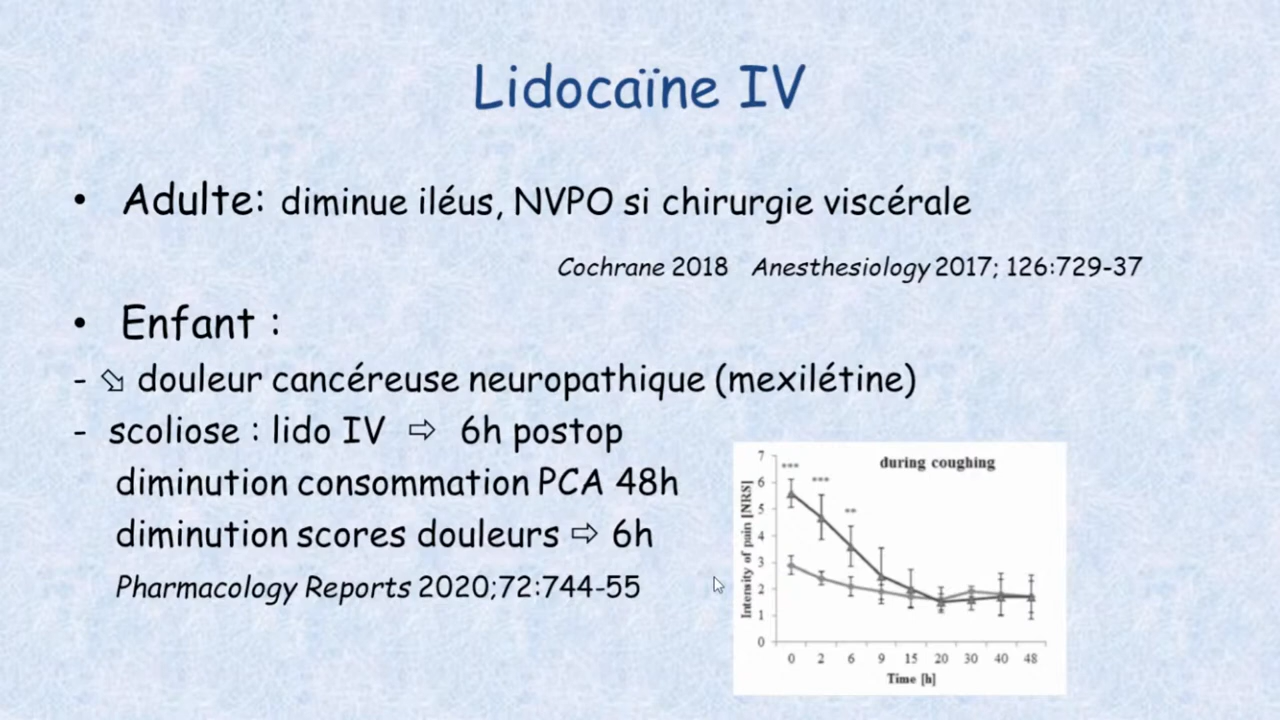 Lidocaïne IV
• Adulte: diminue iléus, NVPO si chirurgie viscérale
Cochrane 2018 Anesthesiology 2017; 126:729-37
• Enfant :
- ⇘ douleur cancéreuse neuropathique (mexilétine)
- scoliose : lido IV ⇨ 6h postop
diminution consommation PCA 48h
diminution scores douleurs ⇨ 6h
Pharmacology Reports 2020;72:744-55
during coughing
Intensity of pain [NRS]
7
6
5
4
3
2
1
0
***
***
**
0 2 6 9 15 20 30 40 48
Time [h]